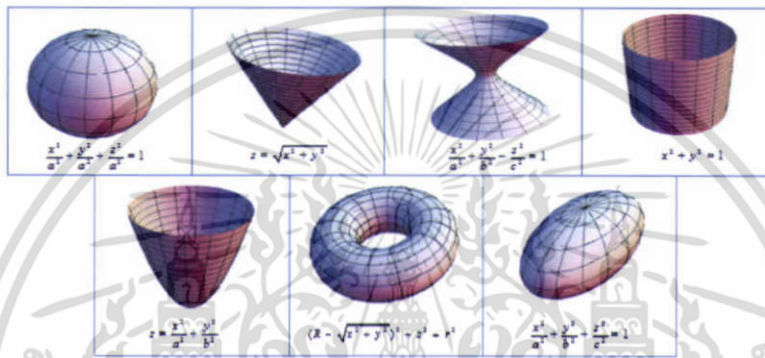 x²/a² + y²/a² + z²/a² = 1
z = √(x² + y²)
x²/a² + y²/b² - z²/c² = 1
x² + y² = 1
z = x²/a² + y²/b²
(R - √(x² + y²))² + z² = r²
x²/a² + y²/b² + z²/c² = 1